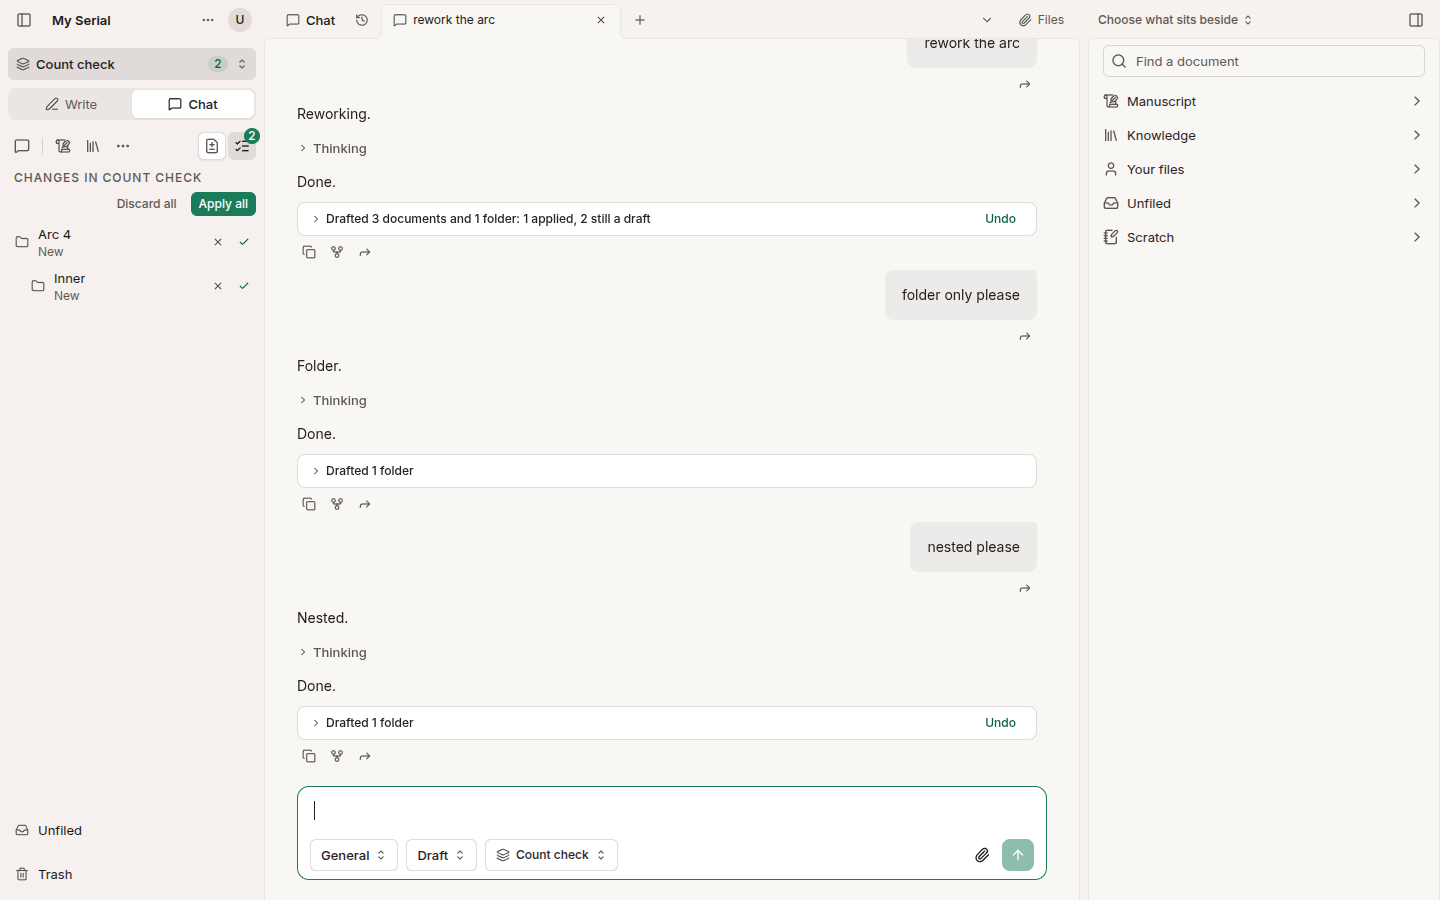 My Serial
U
Count check
2
Write
Chat
2
CHANGES IN COUNT CHECK
Discard all
Apply all
Arc 4
New
Inner
New
Unfiled
Trash
Chat
rework the arc
Files
rework the arc
Reworking.
Thinking
Done.
Drafted 3 documents and 1 folder: 1 applied, 2 still a draft
Undo
folder only please
Folder.
Thinking
Done.
Drafted 1 folder
nested please
Nested.
Thinking
Done.
Drafted 1 folder
Undo
General
Draft
Count check
Choose what sits beside
Find a document
Manuscript
Knowledge
Your files
Unfiled
Scratch